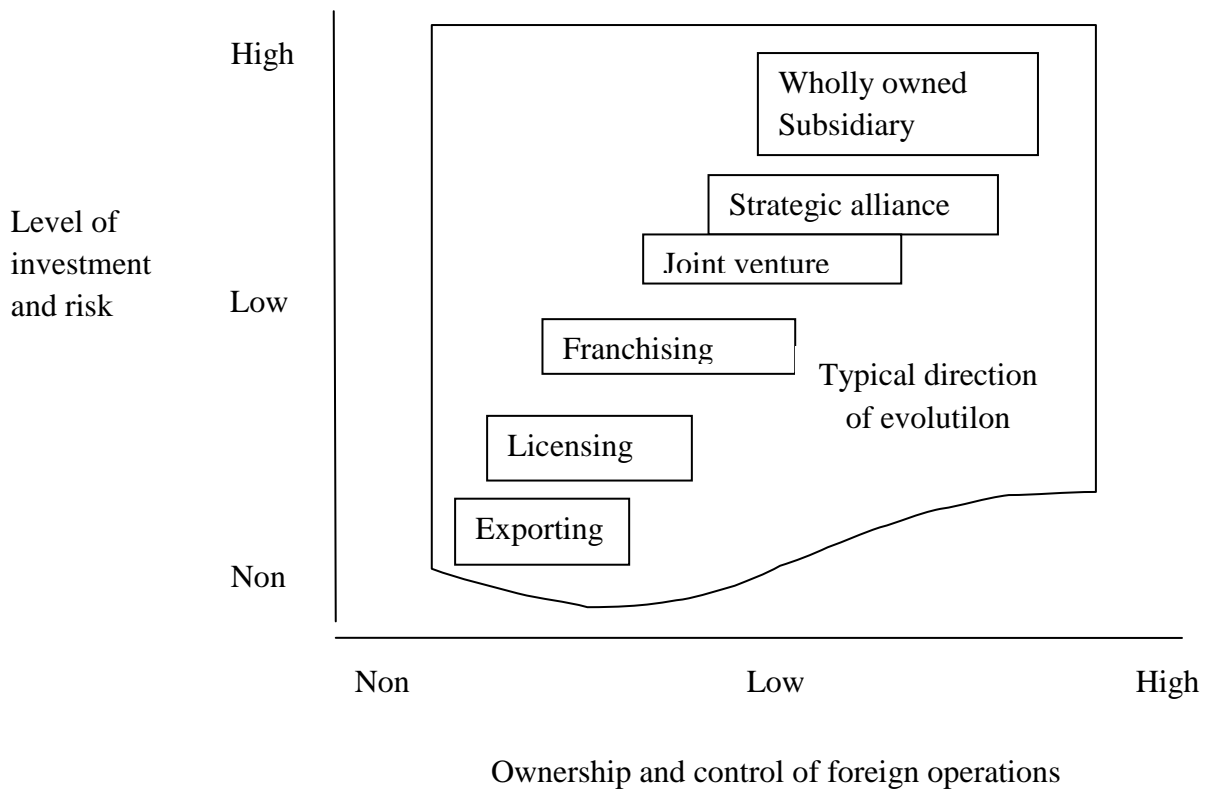 High
Wholly owned
Subsidiary
Strategic alliance
Level of
investment
and risk
Joint venture
Low
Franchising
Typical direction
of evolutilon
Licensing
Exporting
Non
Non Low High
Ownership and control of foreign operations